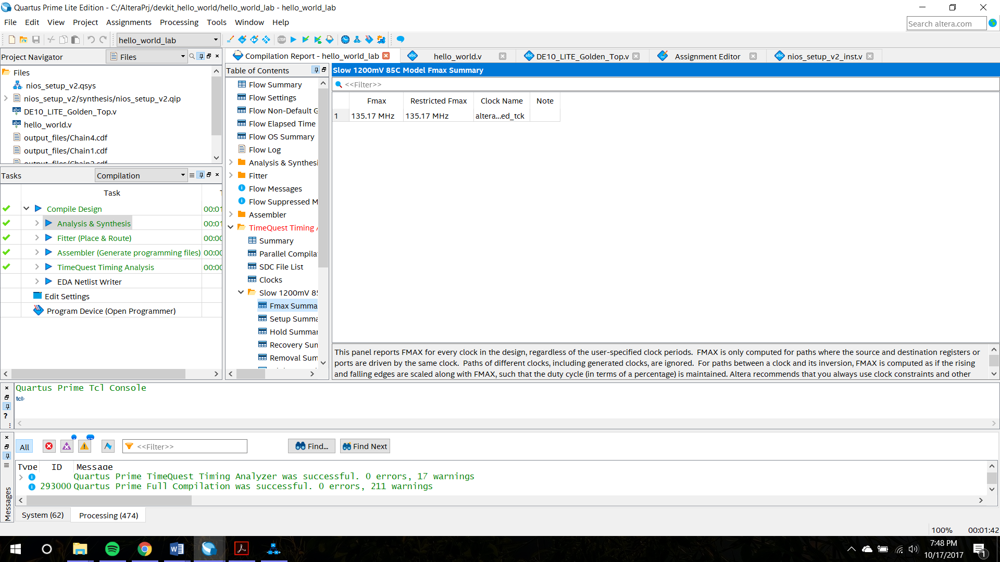 Quartus Prime Lite Edition - C:/AlteraPrj/devkit_hello_world/hello_world_lab - hello_world_lab
File Edit View Project Assignments Processing Tools Window Help
Search altera.com
hello_world_lab
Project Navigator Files
Files
nios_setup_v2.qsys
nios_setup_v2/synthesis/nios_setup_v2.qip
DE10_LITE_Golden_Top.v
hello_world.v
output_files/Chain4.cdf
output_files/Chain1.cdf
Tasks Compilation
Task
Compile Design 00:01
Analysis & Synthesis 00:01
Fitter (Place & Route) 00:00
Assembler (Generate programming files) 00:00
TimeQuest Timing Analysis 00:00
EDA Netlist Writer
Edit Settings
Program Device (Open Programmer)
Compilation Report - hello_world_lab hello_world.v DE10_LITE_Golden_Top.v Assignment Editor nios_setup_v2_inst.v
Table of Contents
Flow Summary
Flow Settings
Flow Non-Default G
Flow Elapsed Time
Flow OS Summary
Flow Log
Analysis & Synthesi
Fitter
Flow Messages
Flow Suppressed M
Assembler
TimeQuest Timing A
Summary
Parallel Compila
SDC File List
Clocks
Slow 1200mV 85
Fmax Summa
Setup Summa
Hold Summar
Recovery Sum
Removal Sum
Slow 1200mV 85C Model Fmax Summary
<<Filter>>
Fmax Restricted Fmax Clock Name Note
1 135.17 MHz 135.17 MHz altera...ed_tck
This panel reports FMAX for every clock in the design, regardless of the user-specified clock periods. FMAX is only computed for paths where the source and destination registers or
ports are driven by the same clock. Paths of different clocks, including generated clocks, are ignored. For paths between a clock and its inversion, FMAX is computed as if the rising
and falling edges are scaled along with FMAX, such that the duty cycle (in terms of a percentage) is maintained. Altera recommends that you always use clock constraints and other
Quartus Prime Tcl Console
tcl>
All <<Filter>> Find... Find Next
Type ID Message
Quartus Prime TimeQuest Timing Analyzer was successful. 0 errors, 17 warnings
293000 Quartus Prime Full Compilation was successful. 0 errors, 211 warnings
Messages
System (62) Processing (474)
100% 00:01:42
7:48 PM
10/17/2017
1